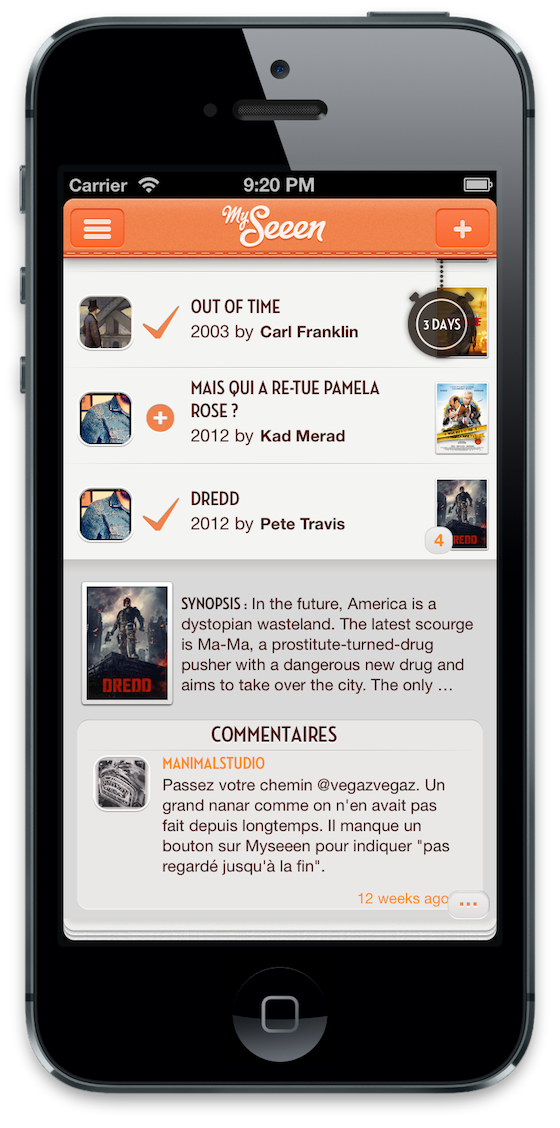 Carrier 9:20 PM
My Seeen
OUT OF TIME
2003 by Carl Franklin
3 DAYS
MAIS QUI A RE-TUE PAMELA
ROSE ?
2012 by Kad Merad
DREDD
2012 by Pete Travis
4
DREDD
SYNOPSIS : In the future, America is a
dystopian wasteland. The latest scourge
is Ma-Ma, a prostitute-turned-drug
pusher with a dangerous new drug and
aims to take over the city. The only ...
DREDD
COMMENTAIRES
MANIMALSTUDIO
Passez votre chemin @vegazvegaz. Un
grand nanar comme on n'en avait pas
fait depuis longtemps. Il manque un
bouton sur Myseeen pour indiquer "pas
regardé jusqu'à la fin".
12 weeks ago